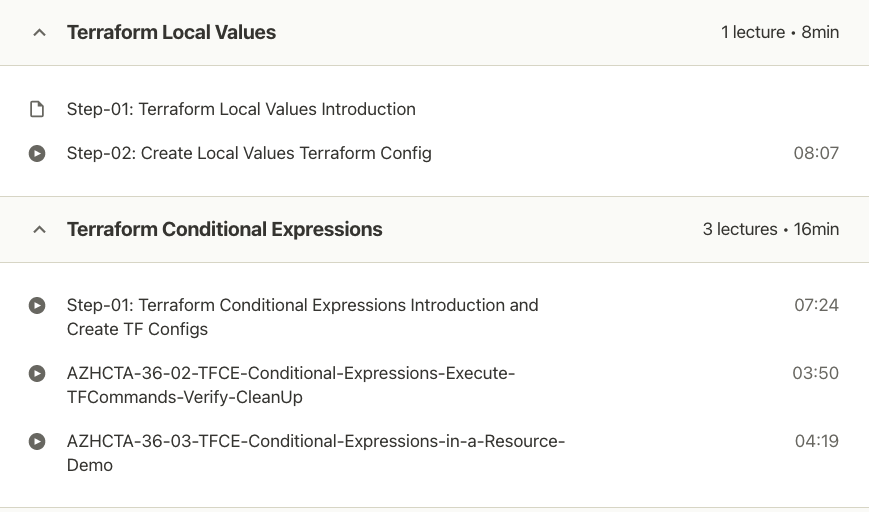 Terraform Local Values
1 lecture • 8min
Step-01: Terraform Local Values Introduction
Step-02: Create Local Values Terraform Config
08:07
Terraform Conditional Expressions
3 lectures • 16min
Step-01: Terraform Conditional Expressions Introduction and
Create TF Configs
07:24
AZHCTA-36-02-TFCE-Conditional-Expressions-Execute-
TFCommands-Verify-CleanUp
03:50
AZHCTA-36-03-TFCE-Conditional-Expressions-in-a-Resource-
Demo
04:19